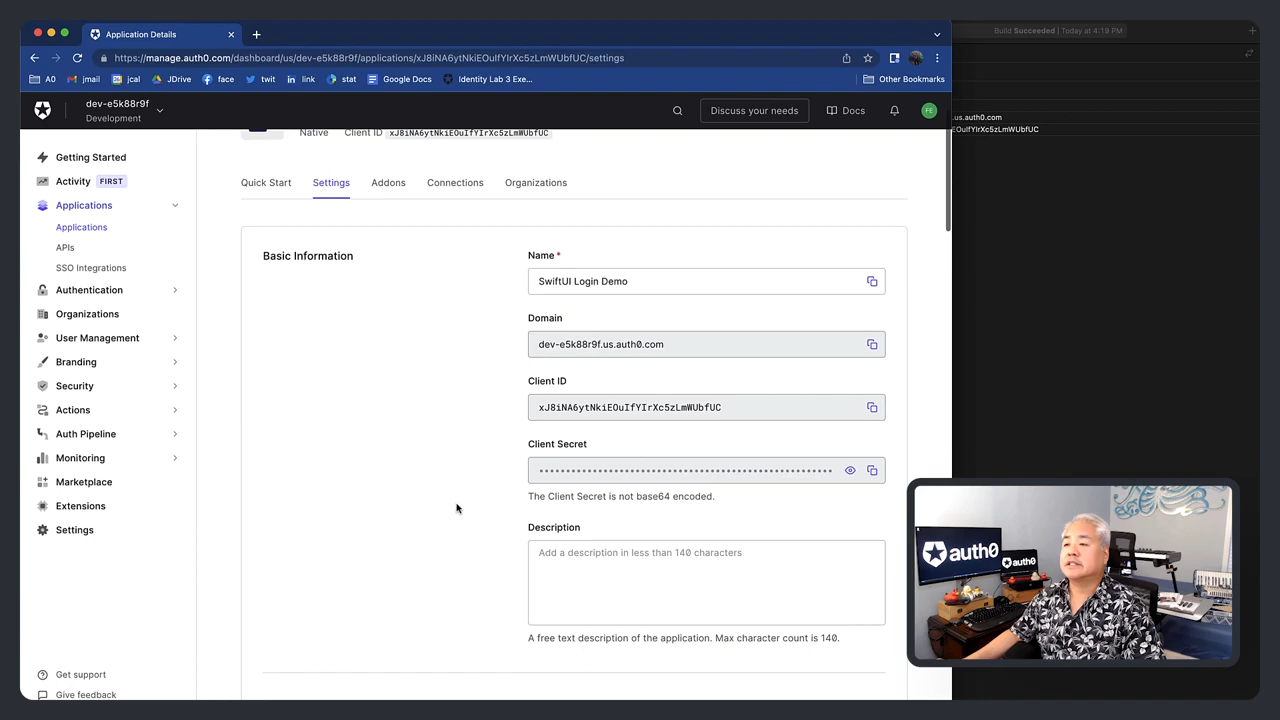 Application Details
Build Succeeded | Today at 4:19 PM
https://manage.auth0.com/dashboard/us/dev-e5k88r9f/applications/xJ8iNA6ytNkiEOuIfYIrXc5zLmWUbfUC/settings
A0
jmail
jcal
JDrive
face
twit
link
stat
Google Docs
Identity Lab 3 Exe...
Other Bookmarks
dev-e5k88r9f
Development
Discuss your needs
Docs
FE
.us.auth0.com
EOuIfYIrXc5zLmWUbfUC
Native
Client ID xJ8iNA6ytNkiEOuIfYIrXc5zLmWUbfUC
Getting Started
Activity FIRST
Applications
Applications
APIs
SSO Integrations
Authentication
Organizations
User Management
Branding
Security
Actions
Auth Pipeline
Monitoring
Marketplace
Extensions
Settings
Get support
Give feedback
Quick Start
Settings
Addons
Connections
Organizations
Basic Information
Name *
SwiftUI Login Demo
Domain
dev-e5k88r9f.us.auth0.com
Client ID
xJ8iNA6ytNkiEOuIfYIrXc5zLmWUbfUC
Client Secret
The Client Secret is not base64 encoded.
Description
Add a description in less than 140 characters
A free text description of the application. Max character count is 140.
auth0
auth0